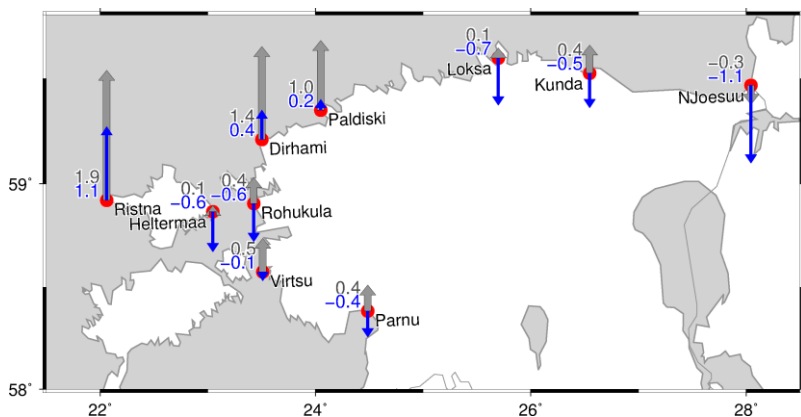 0.1
−0.7
Loksa
0.4
−0.5
Kunda
−0.3
−1.1
NJoesuu
1.0
0.2
Paldiski
1.4
0.4
Dirhami
59˚
1.9
1.1
Ristna
0.1
−0.6
Heltermaa
0.4
−0.6
Rohukula
0.5
−0.1
Virtsu
0.4
−0.4
Parnu
58˚
22˚ 24˚ 26˚ 28˚